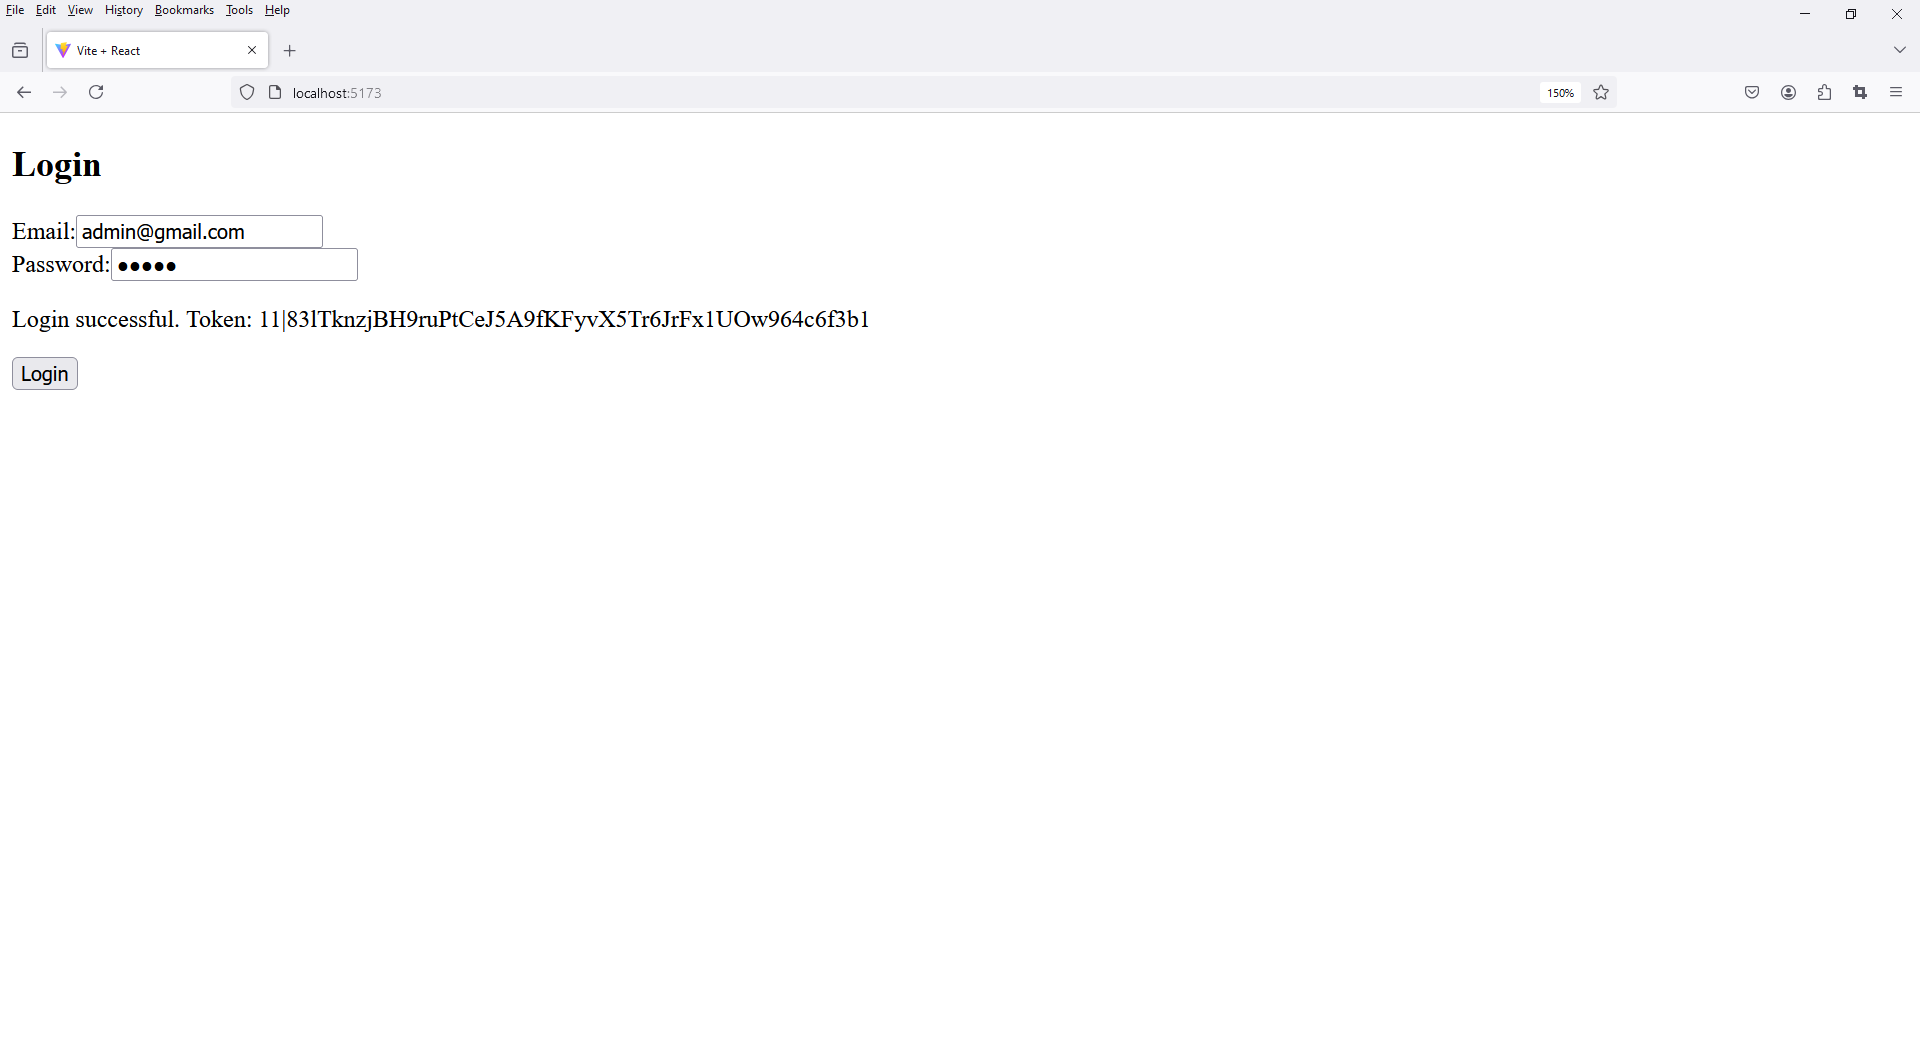 File Edit View History Bookmarks Tools Help
Vite + React
localhost:5173
150%
Login
Email: admin@gmail.com
Password: ●●●●●
Login successful. Token: 11|83lTknzjBH9ruPtCeJ5A9fKFyvX5Tr6JrFx1UOw964c6f3b1
Login